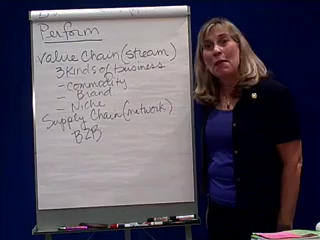 Perform
Value Chain (stream)
3 Kinds of business
- commodity
- Brand
- Niche
Supply Chain (network)
B2B